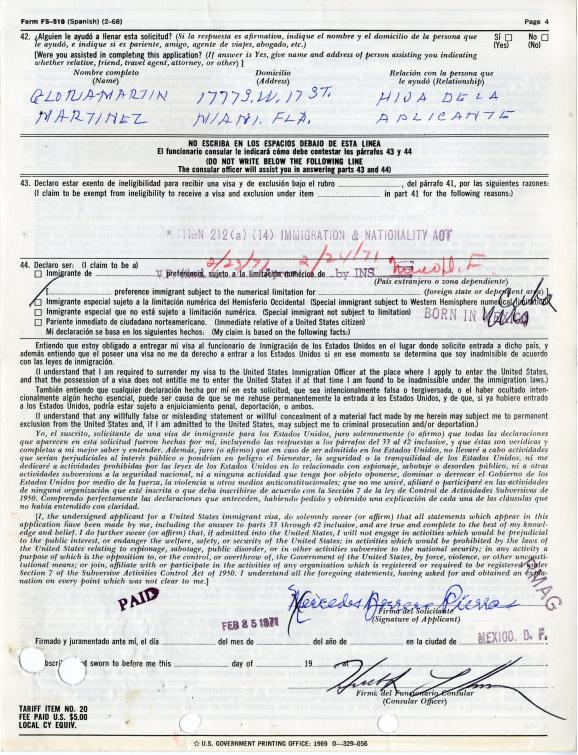 Form FS-510 (Spanish) (2-68)
Page 4
42. ¿Alguien le ayudó a llenar esta solicitud? (Si la respuesta es afirmativa, indique el nombre y el domicilio de la persona que
le ayudó, e indique si es pariente, amigo, agente de viajes, abogado, etc.)
Sí No
(Yes) (No)
[Were you assisted in completing this application? (If answer is Yes, give name and address of person assisting you indicating
whether relative, friend, travel agent, attorney, or other) ]
Nombre completo Domicilio Relación con la persona que
(Name) (Address) le ayudó (Relationship)
GLORIA MARTIN 1777 S.W. 17 ST. HIJA DE LA
MARTINEZ MIAMI. FLA. APLICANTE
NO ESCRIBA EN LOS ESPACIOS DEBAJO DE ESTA LINEA
El funcionario consular le indicará cómo debe contestar los párrafos 43 y 44
(DO NOT WRITE BELOW THE FOLLOWING LINE
The consular officer will assist you in answering parts 43 and 44)
43. Declaro estar exento de ineligibilidad para recibir una visa y de exclusión bajo el rubro , del párrafo 41, por las siguientes razones:
(I claim to be exempt from ineligibility to receive a visa and exclusion under item in part 41 for the following reasons:)
212(a) (14) IMMIGRATION & NATIONALITY ACT
2/23/71 2/24/71
44. Declaro ser: (I claim to be a)
Inmigrante de preferencia, sujeto a la limitación numérica de by INS
(País extranjero o zona dependiente)
[ preference immigrant subject to the numerical limitation for (foreign state or dependent area)]
Inmigrante especial sujeto a la limitación numérica del Hemisferio Occidental (Special immigrant subject to Western Hemisphere numerical limitation)
Inmigrante especial que no está sujeto a limitación numérica. (Special immigrant not subject to limitation)
BORN IN MEXICO
Pariente inmediato de ciudadano norteamericano. (Immediate relative of a United States citizen)
Mi declaración se basa en los siguientes hechos: (My claim is based on the following facts.)
Entiendo que estoy obligado a entregar mi visa al funcionario de Inmigración de los Estados Unidos en el lugar donde solicite entrada a dicho país, y
además entiendo que el poseer una visa no me da derecho a entrar a los Estados Unidos si en ese momento se determina que soy inadmisible de acuerdo
con las leyes de inmigración.
(I understand that I am required to surrender my visa to the United States Immigration Officer at the place where I apply to enter the United States,
and that the possession of a visa does not entitle me to enter the United States if at that time I am found to be inadmissible under the immigration laws.)
También entiendo que cualquier declaración hecha por mí en esta solicitud, que sea intencionalmente falsa o tergiversada, o el haber ocultado inten-
cionalmente algún hecho esencial, puede ser causa de que se me rehuse permanentemente la entrada a los Estados Unidos, y de que, si ya hubiere entrado
a los Estados Unidos, podría estar sujeto a enjuiciamiento penal, deportación, o ambos.
(I understand that any willfully false or misleading statement or willful concealment of a material fact made by me herein may subject me to permanent
exclusion from the United States and, if I am admitted to the United States, may subject me to criminal prosecution and/or deportation.)
Yo, el suscrito, solicitante de una visa de inmigrante para los Estados Unidos, juro solemnemente (o afirmo) que todas las declaraciones
que aparecen en esta solicitud fueron hechas por mí, incluyendo las respuestas a los párrafos del 33 al 42 inclusive, y que éstas son verídicas y
completas a mi mejor saber y entender. Además, juro (o afirmo) que en caso de ser admitido en los Estados Unidos, no llevaré a cabo actividades
que serían perjudiciales al interés público o pondrían en peligro el bienestar, la seguridad o la tranquilidad de los Estados Unidos, ni me
dedicaré a actividades prohibidas por las leyes de los Estados Unidos en lo relacionado con espionaje, sabotaje o desorden público, ni a otras
actividades subversivas a la seguridad nacional, ni a ninguna actividad que tenga por objeto oponerse, dominar o derrocar el Gobierno de los
Estados Unidos por medio de la fuerza, la violencia u otros medios anticonstitucionales; que no me uniré, afiliaré o participaré en las actividades
de ninguna organización que esté inscrita o que deba inscribirse de acuerdo con la Sección 7 de la ley de Control de Actividades Subversivas de
1950. Comprendo perfectamente las declaraciones que anteceden, habiendo pedido y obtenido una explicación de cada una de las cláusulas que
no había entendido con claridad.
[I, the undersigned applicant for a United States immigrant visa, do solemnly swear (or affirm) that all statements which appear in this
application have been made by me, including the answers to parts 33 through 42 inclusive, and are true and complete to the best of my knowl-
edge and belief. I do further swear (or affirm) that, if admitted into the United States, I will not engage in activities which would be prejudicial
to the public interest, or endanger the welfare, safety, or security of the United States; in activities which would be prohibited by the laws of
the United States relating to espionage, sabotage, public disorder, or in other activities subversive to the national security; in any activity a
purpose of which is the opposition to, or the control, or overthrow of, the Government of the United States, by force, violence, or other unconsti-
tutional means; or join, affiliate with or participate in the activities of any organization which is registered or required to be registered under
Section 7 of the Subversive Activities Control Act of 1950. I understand all the foregoing statements, having asked for and obtained an expla-
nation on every point which was not clear to me.]
PAID
Mercedes Herrera
Firma del Solicitante
(Signature of Applicant)
FEB 25 1971
Firmado y juramentado ante mí, el día del mes de del año de en la ciudad de MEXICO. D. F.
and sworn to before me this day of 19 at
Firma del Funcionario Consular
(Consular Officer)
TARIFF ITEM NO. 20
FEE PAID U.S. $5.00
LOCAL CY EQUIV.
☆ U.S. GOVERNMENT PRINTING OFFICE: 1969 O—329-056